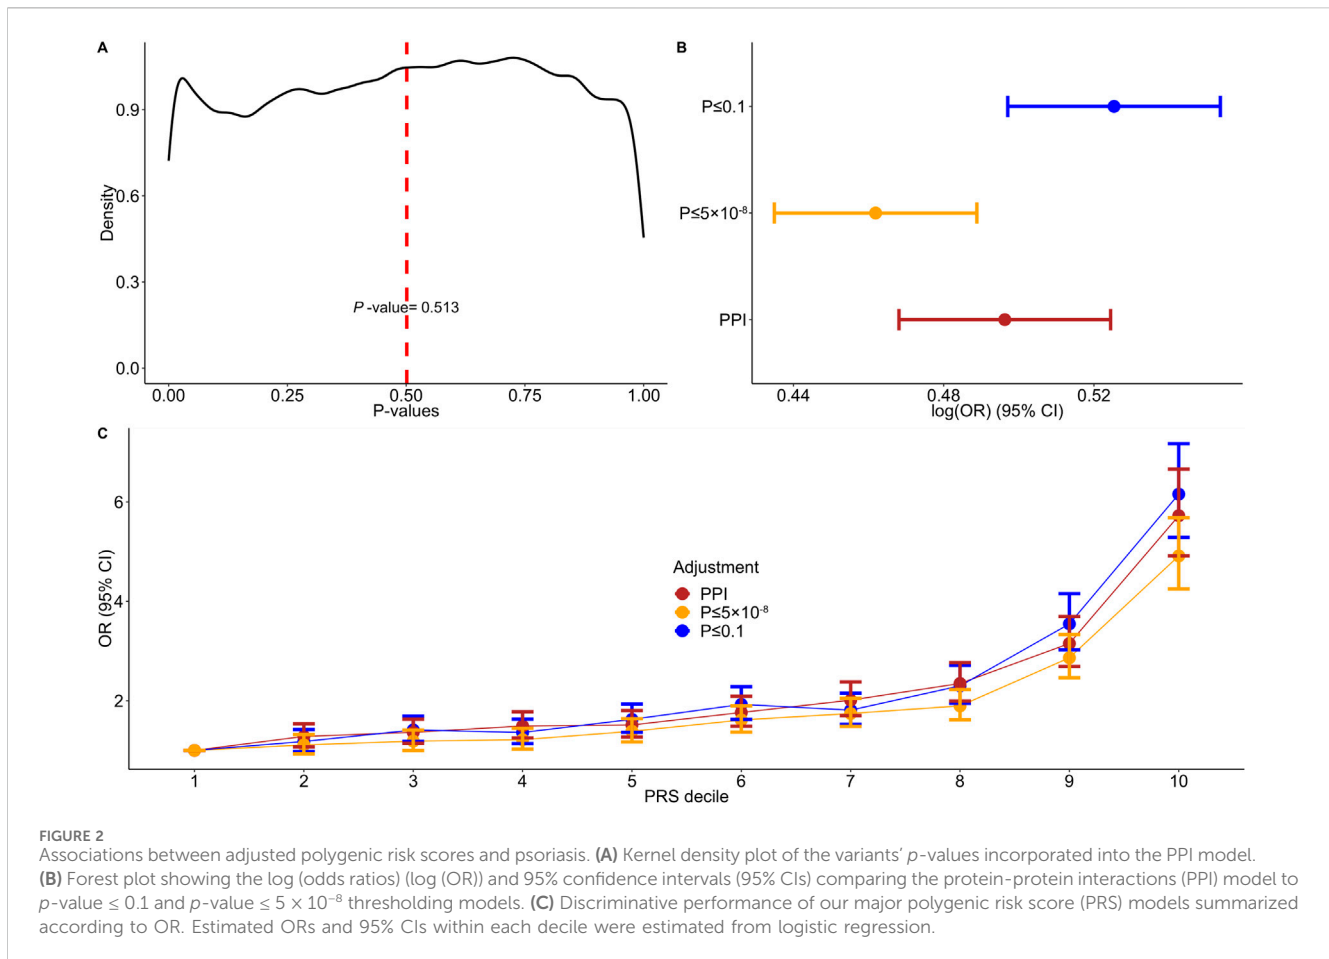 A
0.9
0.6
0.3
0.0
Density
P -value= 0.513
0.00 0.25 0.50 0.75 1.00
P-values
B
P≤0.1
P≤5×10⁻⁸
PPI
0.44 0.48 0.52
log(OR) (95% CI)
C
6
4
2
OR (95% CI)
Adjustment
PPI
P≤5×10⁻⁸
P≤0.1
1 2 3 4 5 6 7 8 9 10
PRS decile
FIGURE 2
Associations between adjusted polygenic risk scores and psoriasis. (A) Kernel density plot of the variants’ p-values incorporated into the PPI model.
(B) Forest plot showing the log (odds ratios) (log (OR)) and 95% confidence intervals (95% CIs) comparing the protein-protein interactions (PPI) model to
p-value ≤ 0.1 and p-value ≤ 5 × 10⁻⁸ thresholding models. (C) Discriminative performance of our major polygenic risk score (PRS) models summarized
according to OR. Estimated ORs and 95% CIs within each decile were estimated from logistic regression.